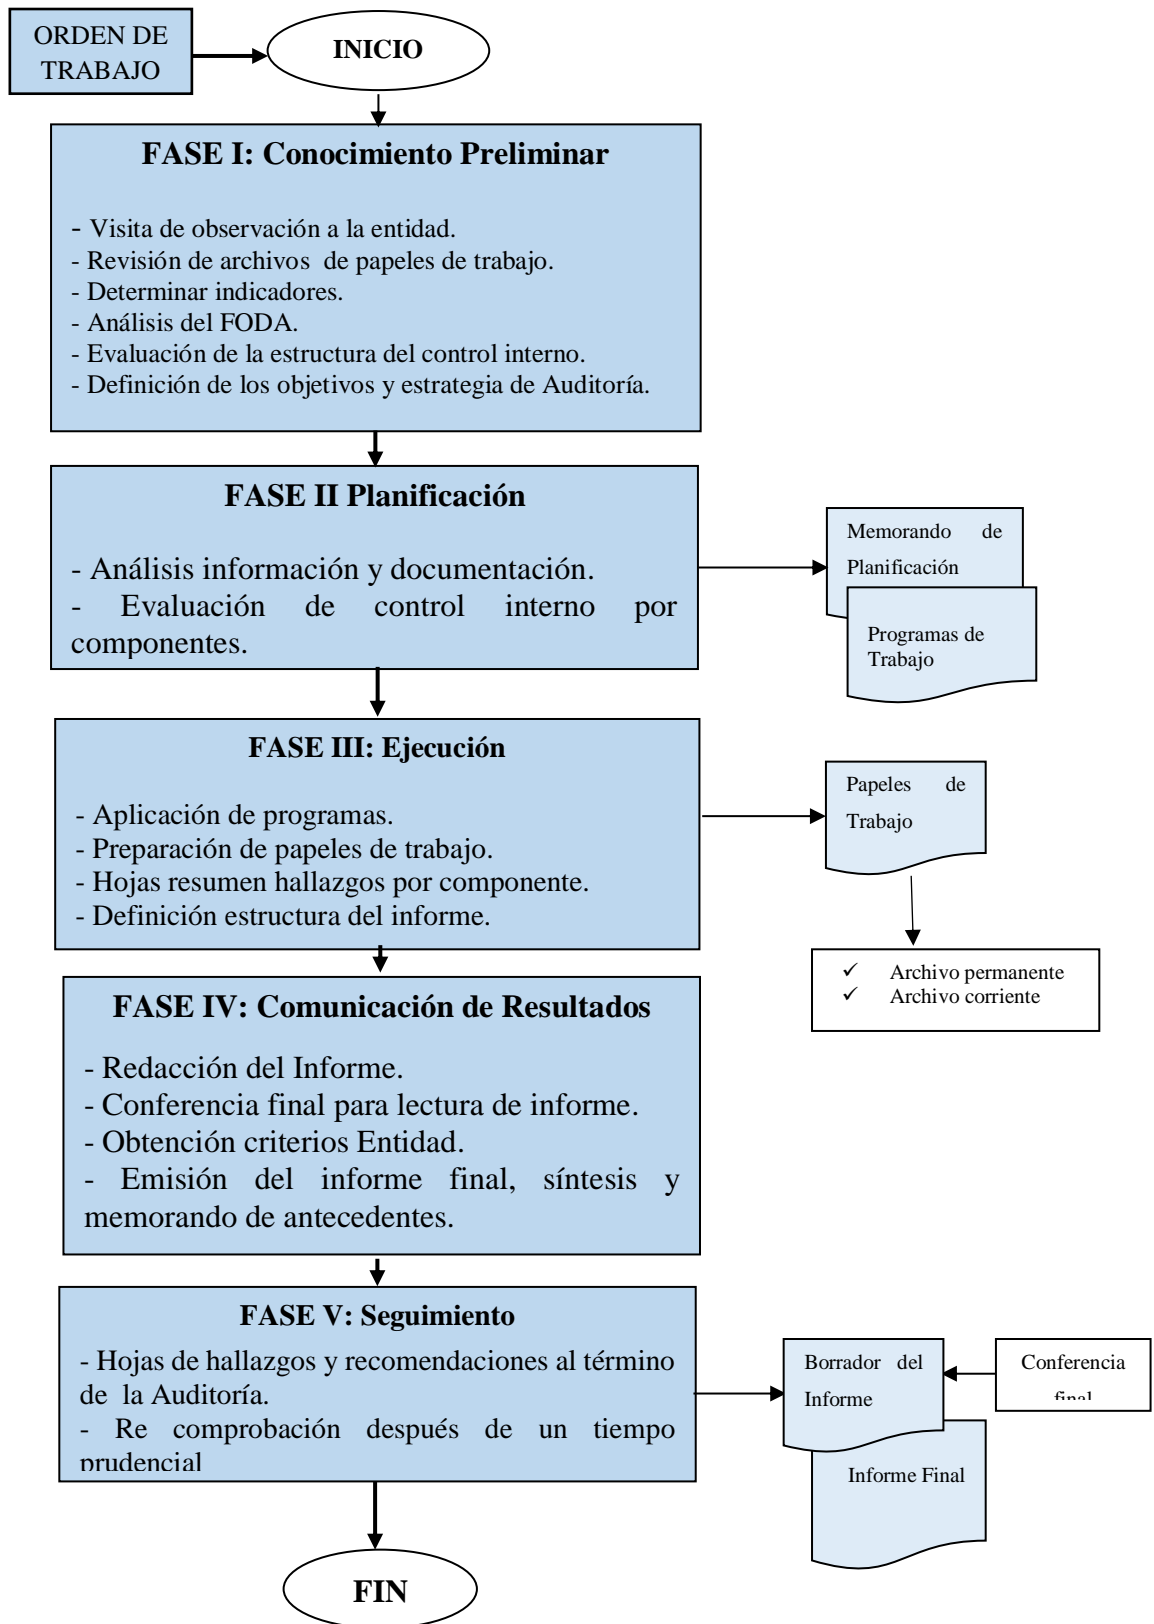 ORDEN DE
TRABAJO
INICIO
FASE I: Conocimiento Preliminar
- Visita de observación a la entidad.
- Revisión de archivos de papeles de trabajo.
- Determinar indicadores.
- Análisis del FODA.
- Evaluación de la estructura del control interno.
- Definición de los objetivos y estrategia de Auditoría.
FASE II Planificación
- Análisis información y documentación.
- Evaluación de control interno por
componentes.
Memorando de
Planificación
Programas de
Trabajo
FASE III: Ejecución
- Aplicación de programas.
- Preparación de papeles de trabajo.
- Hojas resumen hallazgos por componente.
- Definición estructura del informe.
Papeles de
Trabajo
✓ Archivo permanente
✓ Archivo corriente
FASE IV: Comunicación de Resultados
- Redacción del Informe.
- Conferencia final para lectura de informe.
- Obtención criterios Entidad.
- Emisión del informe final, síntesis y
memorando de antecedentes.
FASE V: Seguimiento
- Hojas de hallazgos y recomendaciones al término
de la Auditoría.
- Re comprobación después de un tiempo
prudencial
Borrador del
Informe
Conferencia
final
Informe Final
FIN